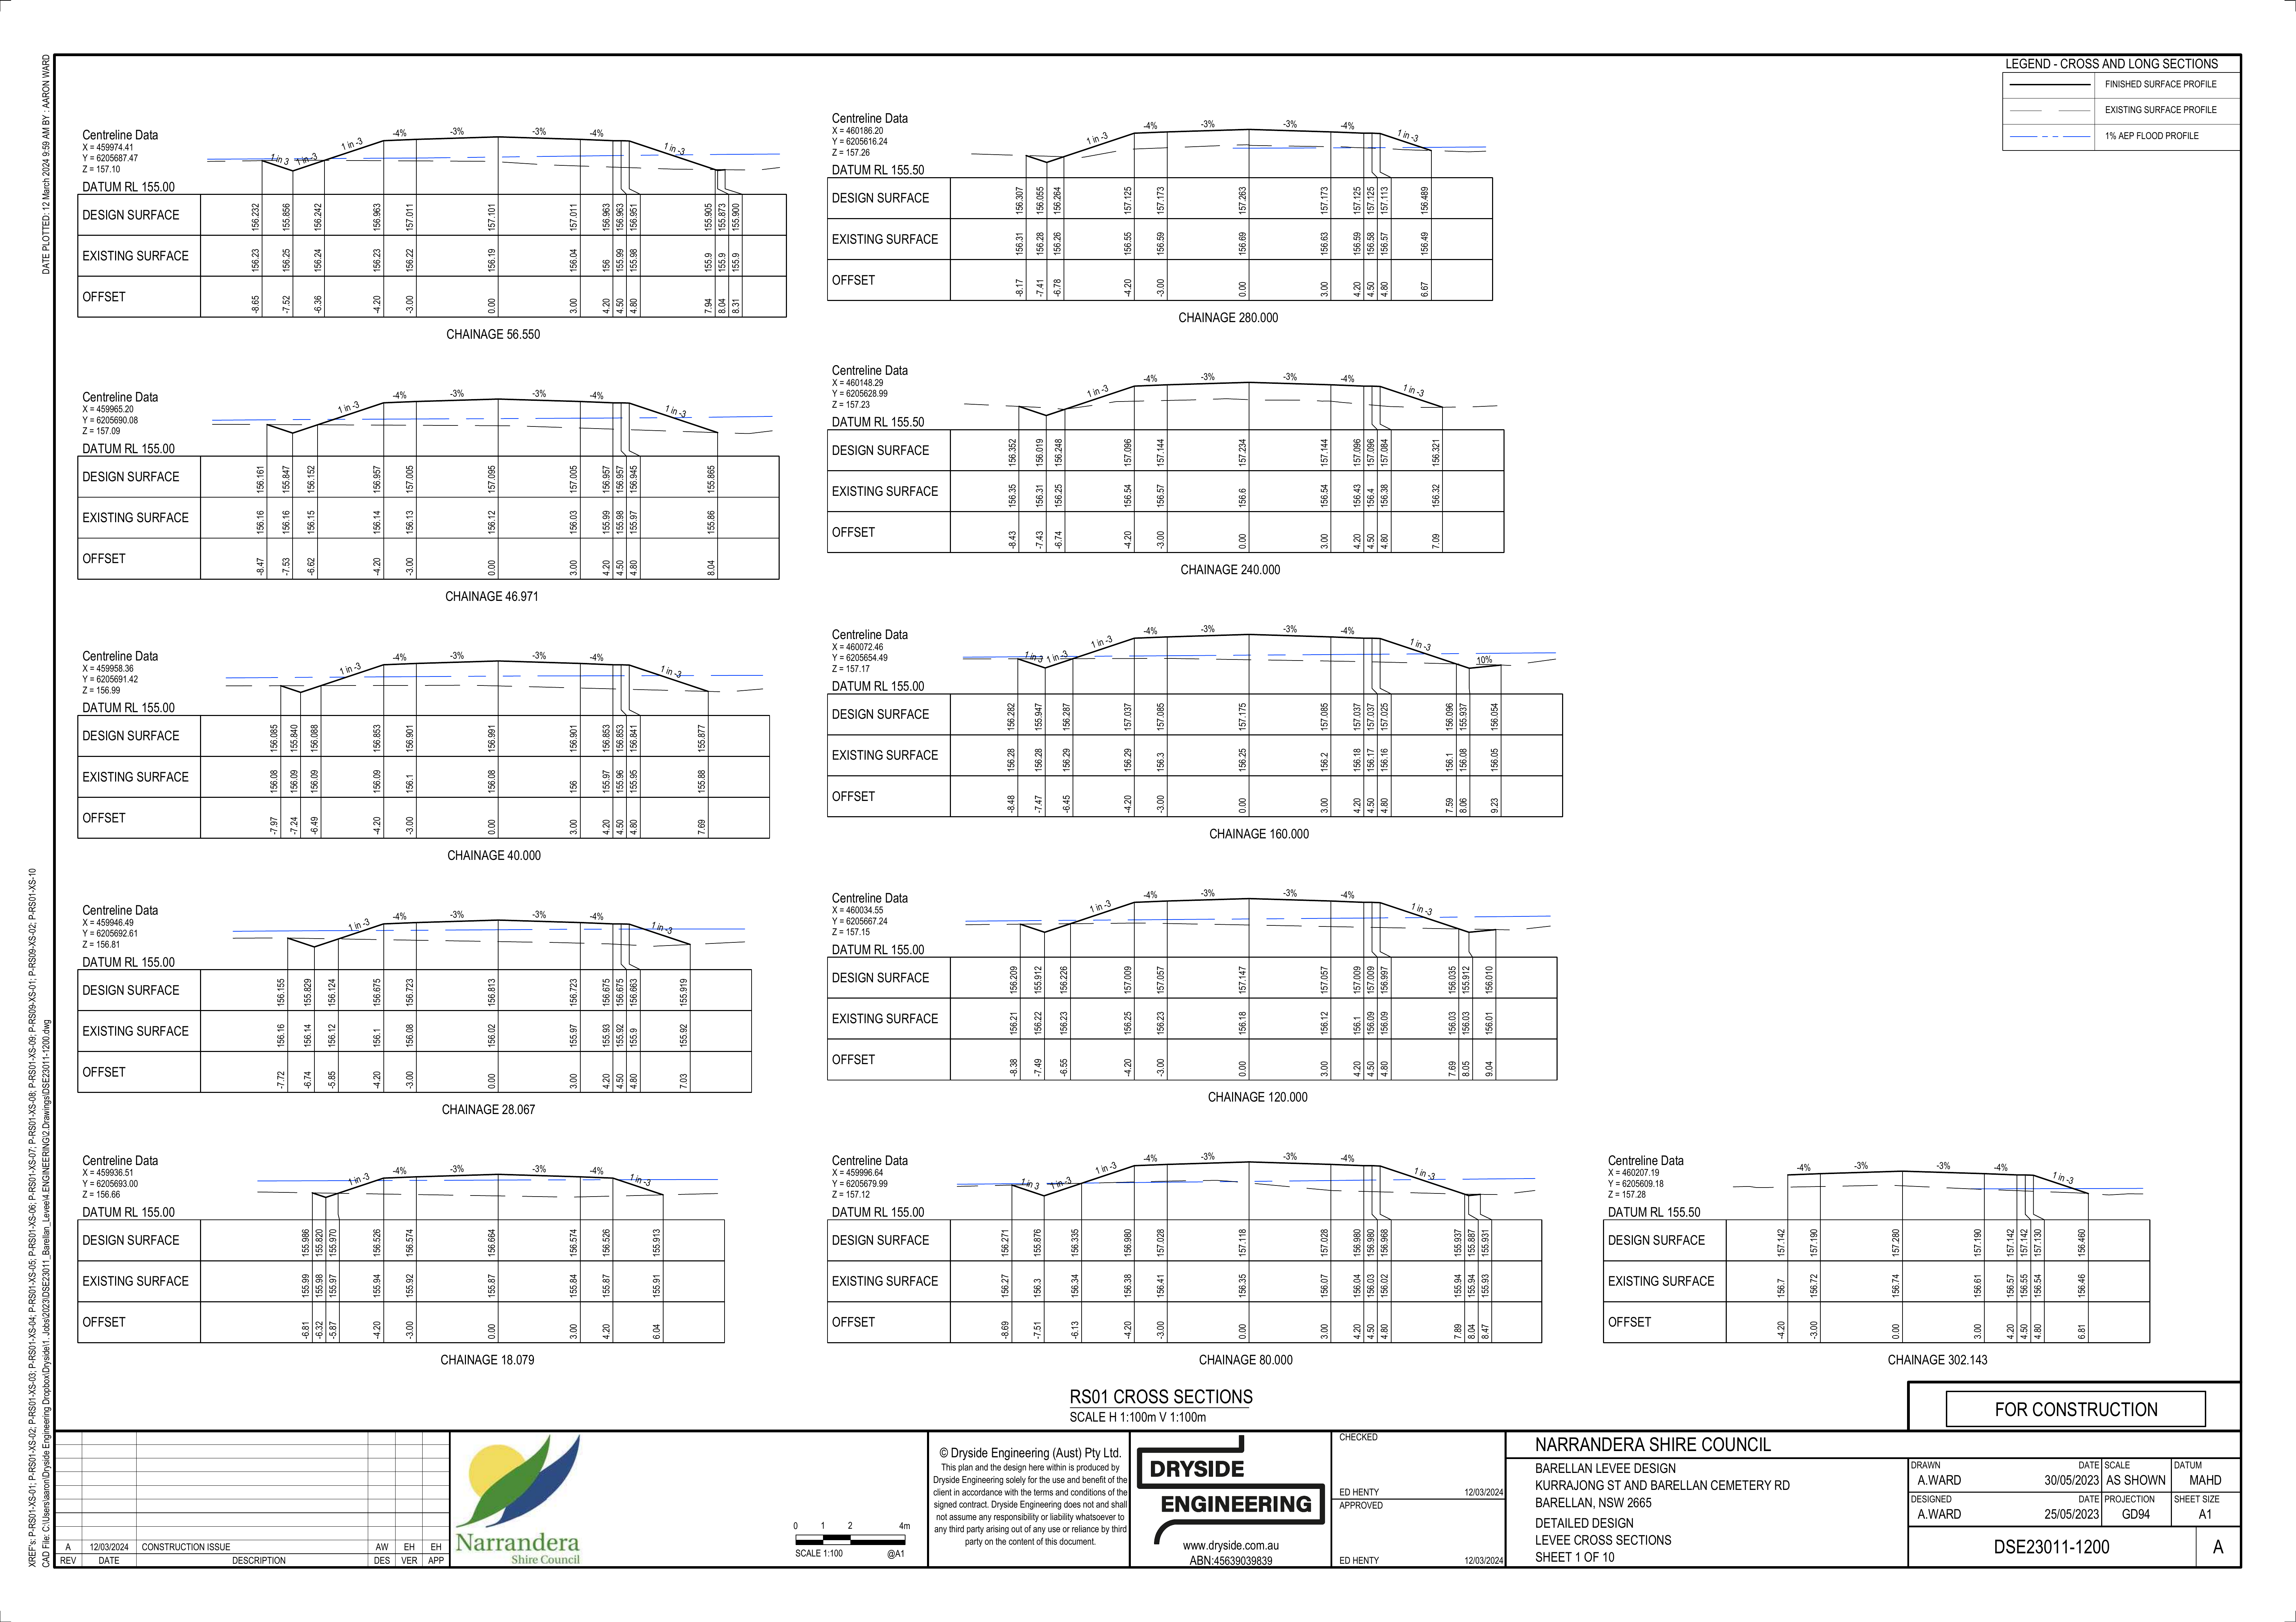 LEGEND - CROSS AND LONG SECTIONS
FINISHED SURFACE PROFILE
EXISTING SURFACE PROFILE
1% AEP FLOOD PROFILE
DATE PLOTTED: 12 March 2024 9:59 AM BY : AARON WARD
XREF's: P-RS01-XS-01; P-RS01-XS-02; P-RS01-XS-03; P-RS01-XS-04; P-RS01-XS-05; P-RS01-XS-06; P-RS01-XS-07; P-RS01-XS-08; P-RS01-XS-09; P-RS09-XS-01; P-RS09-XS-02; P-RS01-XS-10
CAD File: C:\Users\aaron\Dryside Engineering Dropbox\Dryside\1. Jobs\2023\DSE23011_Barellan_Levee\4.ENGINEERING\2.Drawings\DSE23011-1200.dwg
Centreline Data
X = 459974.41
Y = 6205687.47
Z = 157.10
DATUM RL 155.00
1 in 3 1 in -3 1 in -3 -4% -3% -3% -4% 1 in -3
DESIGN SURFACE 156.232 155.856 156.242 156.963 157.011 157.101 157.011 156.963 156.963 156.951 155.905 155.873 155.900
EXISTING SURFACE 156.23 156.25 156.24 156.23 156.22 156.19 156.04 156 155.99 155.98 155.9 155.9 155.9
OFFSET -8.65 -7.52 -6.36 -4.20 -3.00 0.00 3.00 4.20 4.50 4.80 7.94 8.04 8.31
CHAINAGE 56.550
Centreline Data
X = 459965.20
Y = 6205690.08
Z = 157.09
DATUM RL 155.00
1 in -3 -4% -3% -3% -4% 1 in -3
DESIGN SURFACE 156.161 155.847 156.152 156.957 157.005 157.095 157.005 156.957 156.957 156.945 155.865
EXISTING SURFACE 156.16 156.16 156.15 156.14 156.13 156.12 156.03 155.99 155.98 155.97 155.86
OFFSET -8.47 -7.53 -6.62 -4.20 -3.00 0.00 3.00 4.20 4.50 4.80 8.04
CHAINAGE 46.971
Centreline Data
X = 459958.36
Y = 6205691.42
Z = 156.99
DATUM RL 155.00
1 in -3 -4% -3% -3% -4% 1 in -3
DESIGN SURFACE 156.085 155.840 156.088 156.853 156.901 156.991 156.901 156.853 156.853 156.841 155.877
EXISTING SURFACE 156.08 156.09 156.09 156.09 156.1 156.08 156 155.97 155.96 155.95 155.88
OFFSET -7.97 -7.24 -6.49 -4.20 -3.00 0.00 3.00 4.20 4.50 4.80 7.69
CHAINAGE 40.000
Centreline Data
X = 459946.49
Y = 6205692.61
Z = 156.81
DATUM RL 155.00
1 in -3 -4% -3% -3% -4% 1 in -3
DESIGN SURFACE 156.155 155.829 156.124 156.675 156.723 156.813 156.723 156.675 156.675 156.663 155.919
EXISTING SURFACE 156.16 156.14 156.12 156.1 156.08 156.02 155.97 155.93 155.92 155.9 155.92
OFFSET -7.72 -6.74 -5.85 -4.20 -3.00 0.00 3.00 4.20 4.50 4.80 7.03
CHAINAGE 28.067
Centreline Data
X = 459936.51
Y = 6205693.00
Z = 156.66
DATUM RL 155.00
1 in -3 -4% -3% -3% -4% 1 in -3
DESIGN SURFACE 155.986 155.820 155.970 156.526 156.574 156.664 156.574 156.526 155.913
EXISTING SURFACE 155.99 155.98 155.97 155.94 155.92 155.87 155.84 155.87 155.91
OFFSET -6.81 -6.32 -5.87 -4.20 -3.00 0.00 3.00 4.20 6.04
CHAINAGE 18.079
Centreline Data
X = 460186.20
Y = 6205616.24
Z = 157.26
DATUM RL 155.50
1 in -3 -4% -3% -3% -4% 1 in -3
DESIGN SURFACE 156.307 156.055 156.264 157.125 157.173 157.263 157.173 157.125 157.125 157.113 156.489
EXISTING SURFACE 156.31 156.28 156.26 156.55 156.59 156.69 156.63 156.59 156.58 156.57 156.49
OFFSET -8.17 -7.41 -6.78 -4.20 -3.00 0.00 3.00 4.20 4.50 4.80 6.67
CHAINAGE 280.000
Centreline Data
X = 460148.29
Y = 6205628.99
Z = 157.23
DATUM RL 155.50
1 in -3 -4% -3% -3% -4% 1 in -3
DESIGN SURFACE 156.352 156.019 156.248 157.096 157.144 157.234 157.144 157.096 157.096 157.084 156.321
EXISTING SURFACE 156.35 156.31 156.25 156.54 156.57 156.6 156.54 156.43 156.4 156.38 156.32
OFFSET -8.43 -7.43 -6.74 -4.20 -3.00 0.00 3.00 4.20 4.50 4.80 7.09
CHAINAGE 240.000
Centreline Data
X = 460072.46
Y = 6205654.49
Z = 157.17
DATUM RL 155.00
1 in 3 1 in -3 1 in -3 -4% -3% -3% -4% 1 in -3 10%
DESIGN SURFACE 156.282 155.947 156.287 157.037 157.085 157.175 157.085 157.037 157.037 157.025 156.096 155.937 156.054
EXISTING SURFACE 156.28 156.28 156.29 156.29 156.3 156.25 156.2 156.18 156.17 156.16 156.1 156.08 156.05
OFFSET -8.48 -7.47 -6.45 -4.20 -3.00 0.00 3.00 4.20 4.50 4.80 7.59 8.06 9.23
CHAINAGE 160.000
Centreline Data
X = 460034.55
Y = 6205667.24
Z = 157.15
DATUM RL 155.00
1 in -3 -4% -3% -3% -4% 1 in -3
DESIGN SURFACE 156.209 155.912 156.226 157.009 157.057 157.147 157.057 157.009 157.009 156.997 156.035 155.912 156.010
EXISTING SURFACE 156.21 156.22 156.23 156.25 156.23 156.18 156.12 156.1 156.09 156.09 156.03 156.03 156.01
OFFSET -8.38 -7.49 -6.55 -4.20 -3.00 0.00 3.00 4.20 4.50 4.80 7.69 8.05 9.04
CHAINAGE 120.000
Centreline Data
X = 459996.64
Y = 6205679.99
Z = 157.12
DATUM RL 155.00
1 in 3 1 in -3 1 in -3 -4% -3% -3% -4% 1 in -3
DESIGN SURFACE 156.271 155.876 156.335 156.980 157.028 157.118 157.028 156.980 156.980 156.968 155.937 155.887 155.931
EXISTING SURFACE 156.27 156.3 156.34 156.38 156.41 156.35 156.07 156.04 156.03 156.02 155.94 155.94 155.93
OFFSET -8.69 -7.51 -6.13 -4.20 -3.00 0.00 3.00 4.20 4.50 4.80 7.89 8.04 8.47
CHAINAGE 80.000
Centreline Data
X = 460207.19
Y = 6205609.18
Z = 157.28
DATUM RL 155.50
-4% -3% -3% -4% 1 in -3
DESIGN SURFACE 157.142 157.190 157.280 157.190 157.142 157.142 157.130 156.460
EXISTING SURFACE 156.7 156.72 156.74 156.61 156.57 156.55 156.54 156.46
OFFSET -4.20 -3.00 0.00 3.00 4.20 4.50 4.80 6.81
CHAINAGE 302.143
RS01 CROSS SECTIONS
SCALE H 1:100m V 1:100m
FOR CONSTRUCTION
A 12/03/2024 CONSTRUCTION ISSUE AW EH EH
REV DATE DESCRIPTION DES VER APP
Narrandera
Shire Council
0 1 2 4m
SCALE 1:100 @A1
© Dryside Engineering (Aust) Pty Ltd.
This plan and the design here within is produced by
Dryside Engineering solely for the use and benefit of the
client in accordance with the terms and conditions of the
signed contract. Dryside Engineering does not and shall
not assume any responsibility or liability whatsoever to
any third party arising out of any use or reliance by third
party on the content of this document.
DRYSIDE
ENGINEERING
www.dryside.com.au
ABN:45639039839
CHECKED
ED HENTY 12/03/2024
APPROVED
ED HENTY 12/03/2024
NARRANDERA SHIRE COUNCIL
BARELLAN LEVEE DESIGN
KURRAJONG ST AND BARELLAN CEMETERY RD
BARELLAN, NSW 2665
DETAILED DESIGN
LEVEE CROSS SECTIONS
SHEET 1 OF 10
DRAWN DATE SCALE DATUM
A.WARD 30/05/2023 AS SHOWN MAHD
DESIGNED DATE PROJECTION SHEET SIZE
A.WARD 25/05/2023 GD94 A1
DSE23011-1200 A